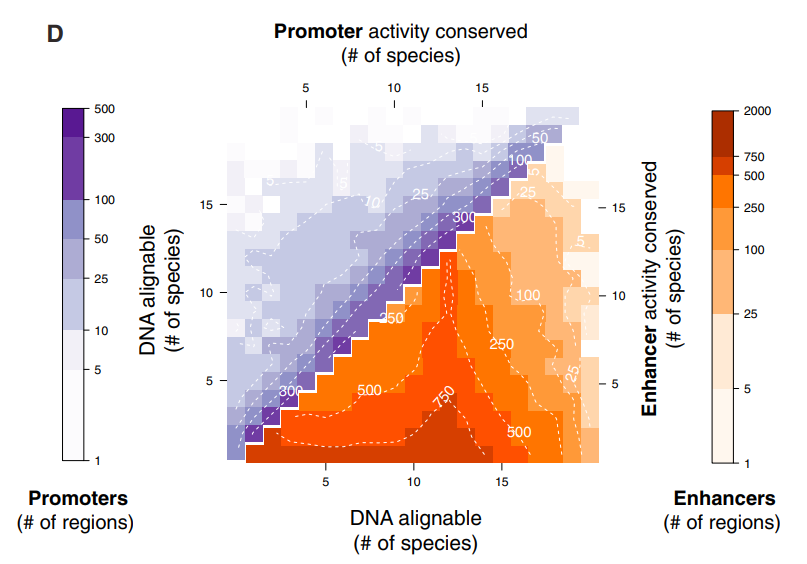 D
Promoter activity conserved
(# of species)
5 10 15
500
300
100
50
25
10
5
1
Promoters
(# of regions)
DNA alignable
(# of species)
15
10
5
5
5
5
10
25
50
100
300
300
5
25
5
100
250
250
25
500
750
500
15
10
5
Enhancer activity conserved
(# of species)
5 10 15
DNA alignable
(# of species)
2000
750
500
250
100
25
5
1
Enhancers
(# of regions)